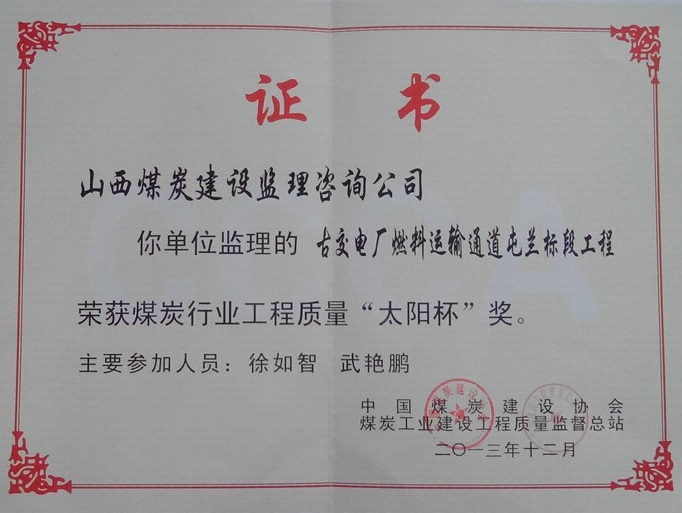 证书
山西煤炭建设监理咨询公司
你单位监理的 古交电厂燃料运输通道屯兰标段工程
荣获煤炭行业工程质量“太阳杯”奖。
主要参加人员：徐如智 武艳鹏
中国煤炭建设协会
煤炭工业建设工程质量监督总站
二〇一三年十二月